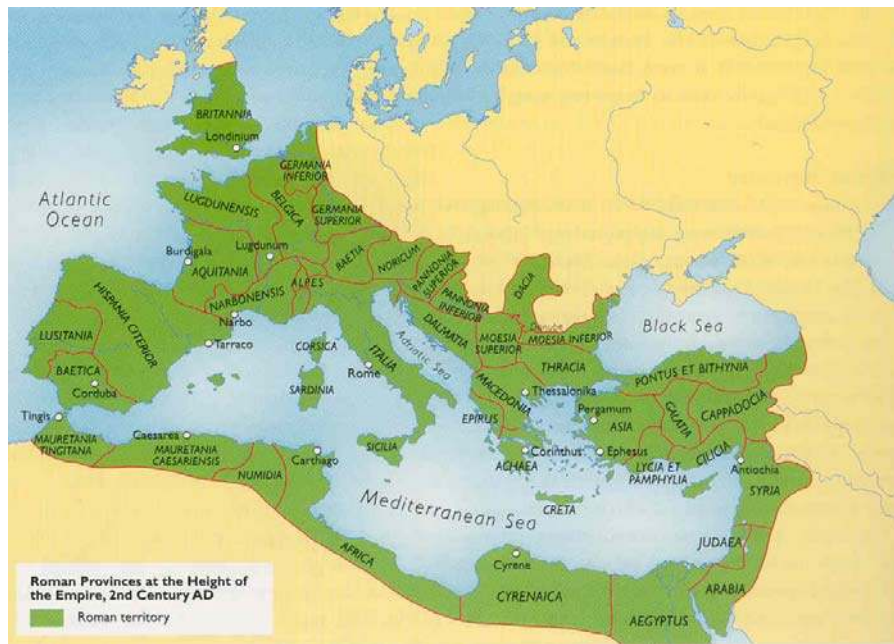 BRITANNIA
Londinium
Atlantic
Ocean
GERMANIA
INFERIOR
BELGICA
LUGDUNENSIS
GERMANIA
SUPERIOR
Burdigala
Lugdunum
AQUITANIA
RAETIA
NORICUM
PANNONIA
SUPERIOR
PANNONIA
INFERIOR
DACIA
ALPES
NARBONENSIS
Narbo
HISPANIA CITERIOR
Tarraco
LUSITANIA
BAETICA
Corduba
Tingis
CORSICA
SARDINIA
ITALIA
Rome
Adriatic Sea
DALMATIA
MOESIA
SUPERIOR
Danube
MOESIA INFERIOR
Black Sea
THRACIA
MACEDONIA
Thessalonika
EPIRUS
PONTUS ET BITHYNIA
Pergamum
ASIA
GALATIA
CAPPADOCIA
Ephesus
Corinthus
ACHAEA
LYCIA ET
PAMPHYLIA
CILICIA
Antiochia
SYRIA
SICILIA
CRETA
Mediterranean Sea
MAURETANIA
TINGITANA
Caesarea
MAURETANIA
CAESARIENSIS
NUMIDIA
Carthago
AFRICA
Cyrene
CYRENAICA
AEGYPTUS
JUDAEA
ARABIA
Roman Provinces at the Height of
the Empire, 2nd Century AD
Roman territory